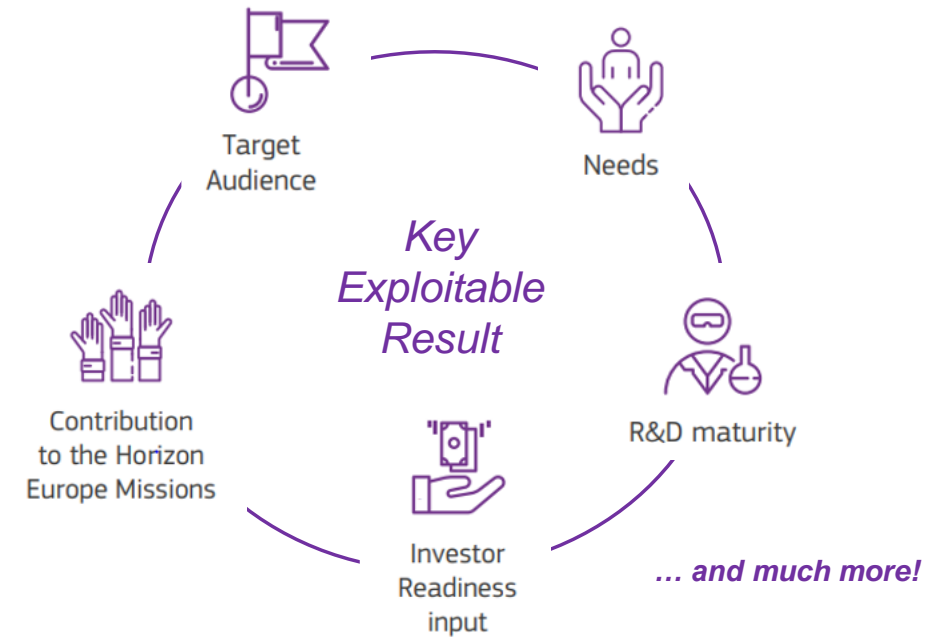 Target
Audience
Needs
Key
Exploitable
Result
Contribution
to the Horizon
Europe Missions
R&D maturity
Investor
Readiness
input
... and much more!